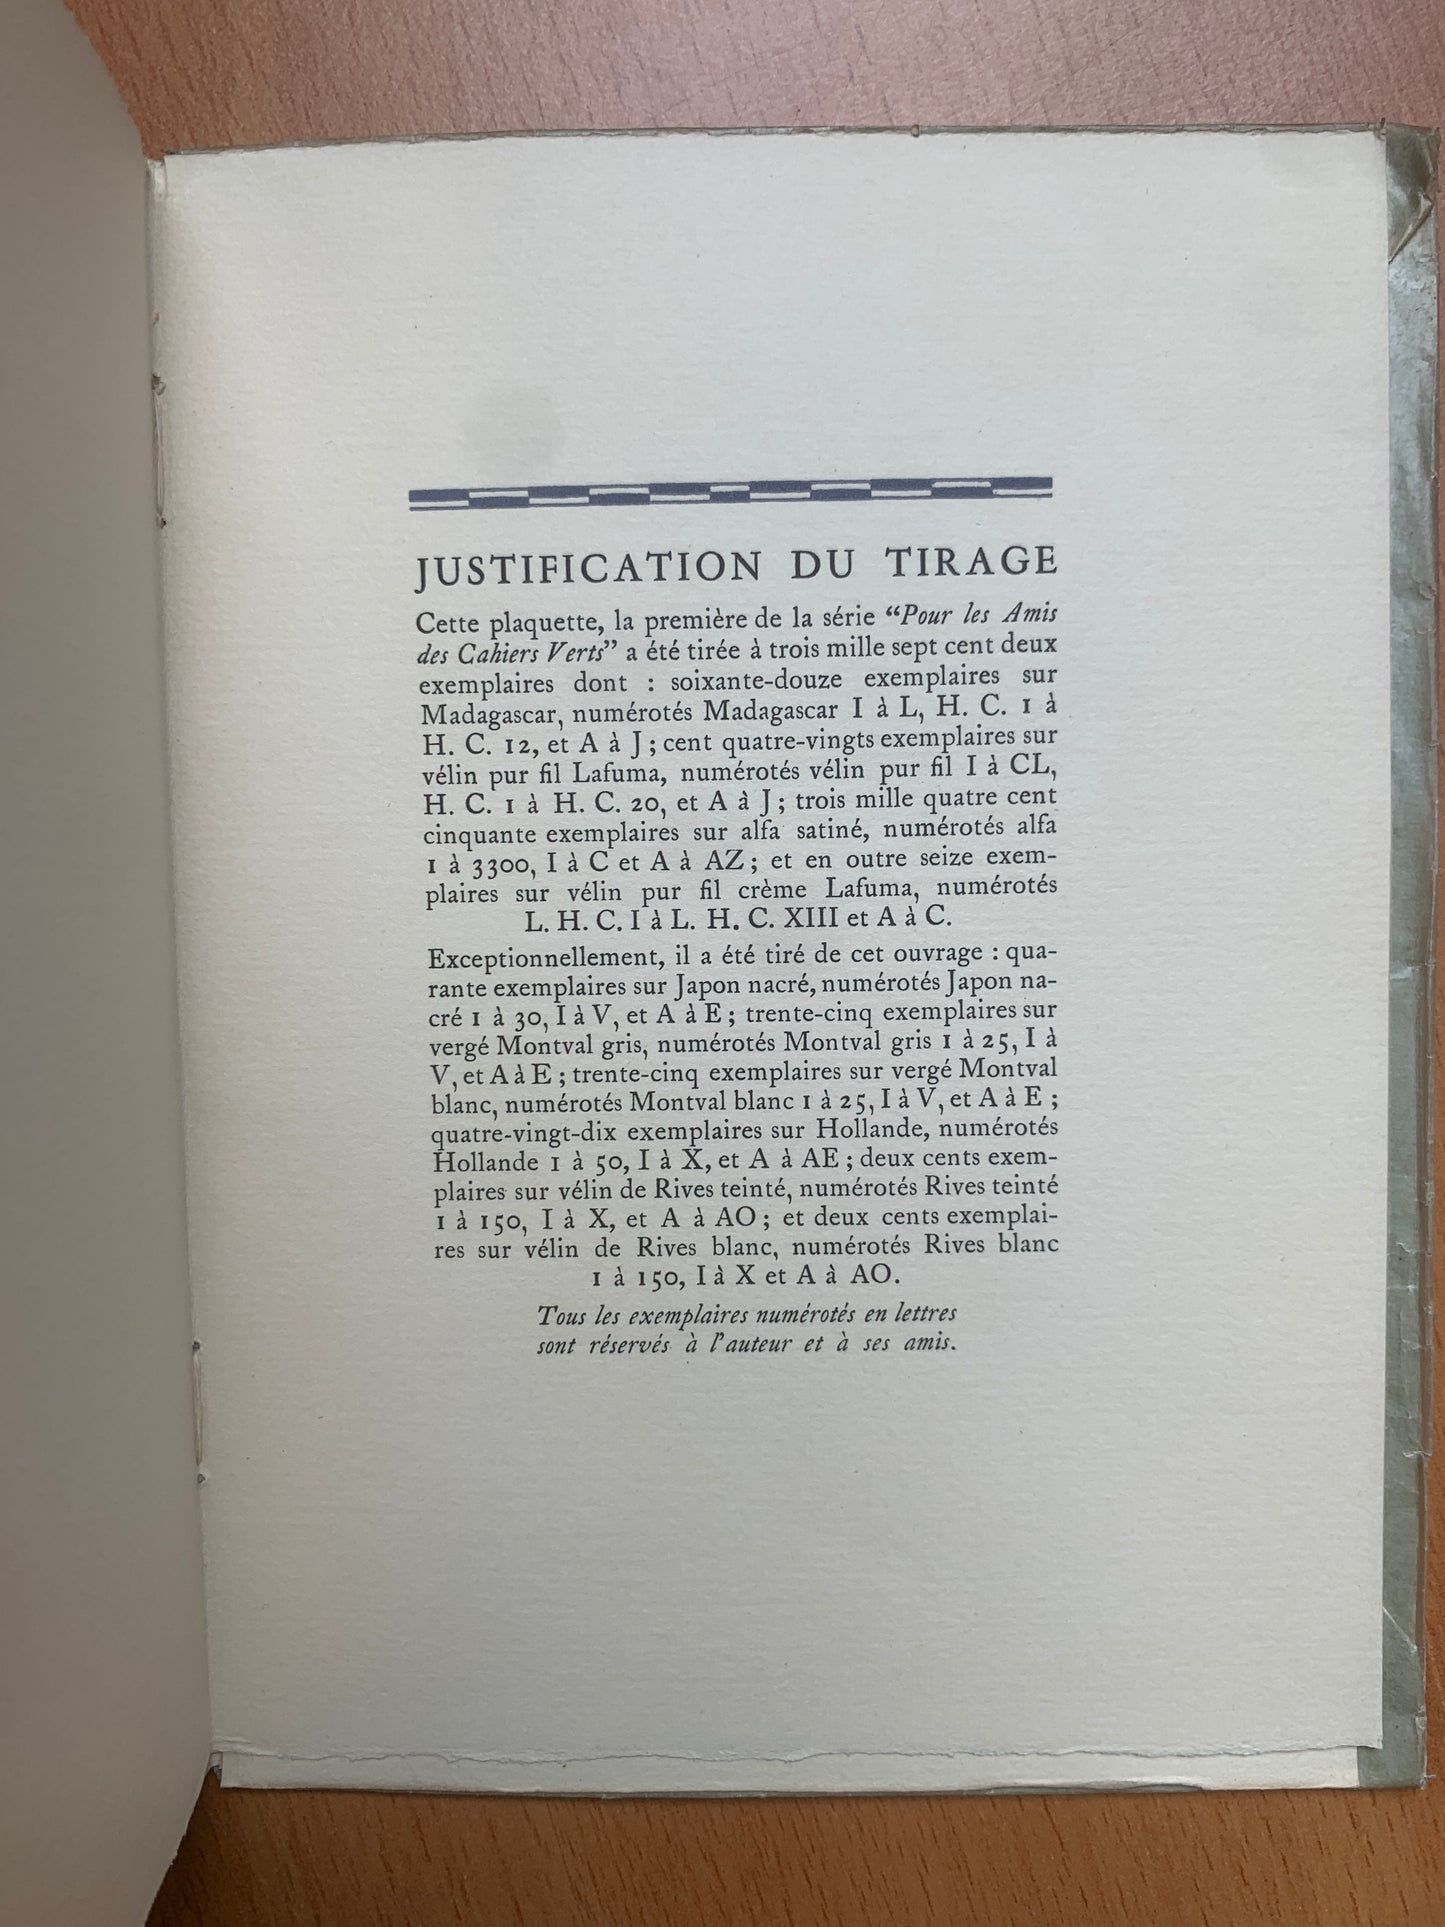 JUSTIFICATION DU TIRAGE
Cette plaquette, la première de la série “Pour les Amis
des Cahiers Verts” a été tirée à trois mille sept cent deux
exemplaires dont : soixante-douze exemplaires sur
Madagascar, numérotés Madagascar I à L, H. C. 1 à
H. C. 12, et A à J ; cent quatre-vingts exemplaires sur
vélin pur fil Lafuma, numérotés vélin pur fil I à CL,
H. C. 1 à H. C. 20, et A à J ; trois mille quatre cent
cinquante exemplaires sur alfa satiné, numérotés alfa
1 à 3300, I à C et A à AZ ; et en outre seize exem-
plaires sur vélin pur fil crème Lafuma, numérotés
L. H. C. I à L. H. C. XIII et A à C.
Exceptionnellement, il a été tiré de cet ouvrage : qua-
rante exemplaires sur Japon nacré, numérotés Japon na-
cré 1 à 30, I à V, et A à E ; trente-cinq exemplaires sur
vergé Montval gris, numérotés Montval gris 1 à 25, I à
V, et A à E ; trente-cinq exemplaires sur vergé Montval
blanc, numérotés Montval blanc 1 à 25, I à V, et A à E ;
quatre-vingt-dix exemplaires sur Hollande, numérotés
Hollande 1 à 50, I à X, et A à AE ; deux cents exem-
plaires sur vélin de Rives teinté, numérotés Rives teinté
1 à 150, I à X, et A à AO ; et deux cents exemplai-
res sur vélin de Rives blanc, numérotés Rives blanc
1 à 150, I à X et A à AO.
Tous les exemplaires numérotés en lettres
sont réservés à l'auteur et à ses amis.